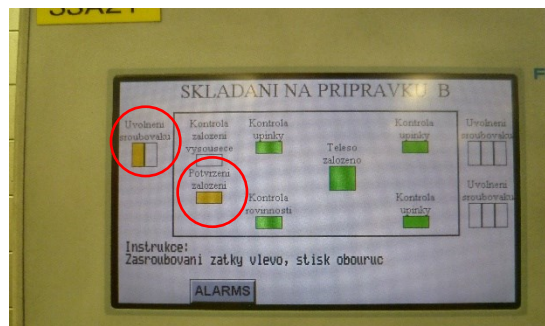 SKLADANI NA PRIPRAVKU B
Uvolneni
sroubovaku
Kontrola
zalozeni
vysousece
Kontrola
upinky
Kontrola
upinky
Uvolneni
sroubovaku
Teleso
zalozeno
Potvrzeni
zalozeni
Kontrola
rovinnosti
Kontrola
upinky
Uvolneni
sroubovaku
Instrukce:
Zasroubovani zatky vlevo, stisk obouruc
ALARMS